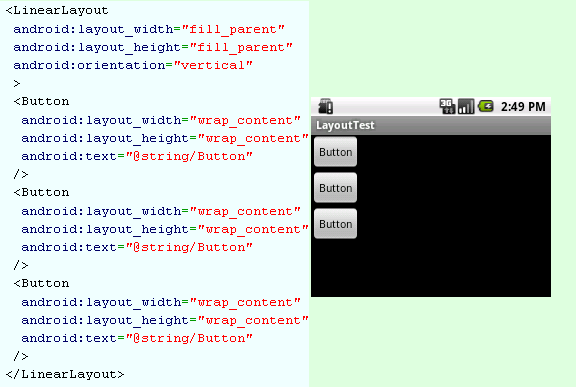 <LinearLayout
android:layout_width="fill_parent"
android:layout_height="fill_parent"
android:orientation="vertical"
>
<Button
android:layout_width="wrap_content"
android:layout_height="wrap_content"
android:text="@string/Button"
/>
<Button
android:layout_width="wrap_content"
android:layout_height="wrap_content"
android:text="@string/Button"
/>
<Button
android:layout_width="wrap_content"
android:layout_height="wrap_content"
android:text="@string/Button"
/>
</LinearLayout>
3G 2:49 PM
LayoutTest
Button
Button
Button